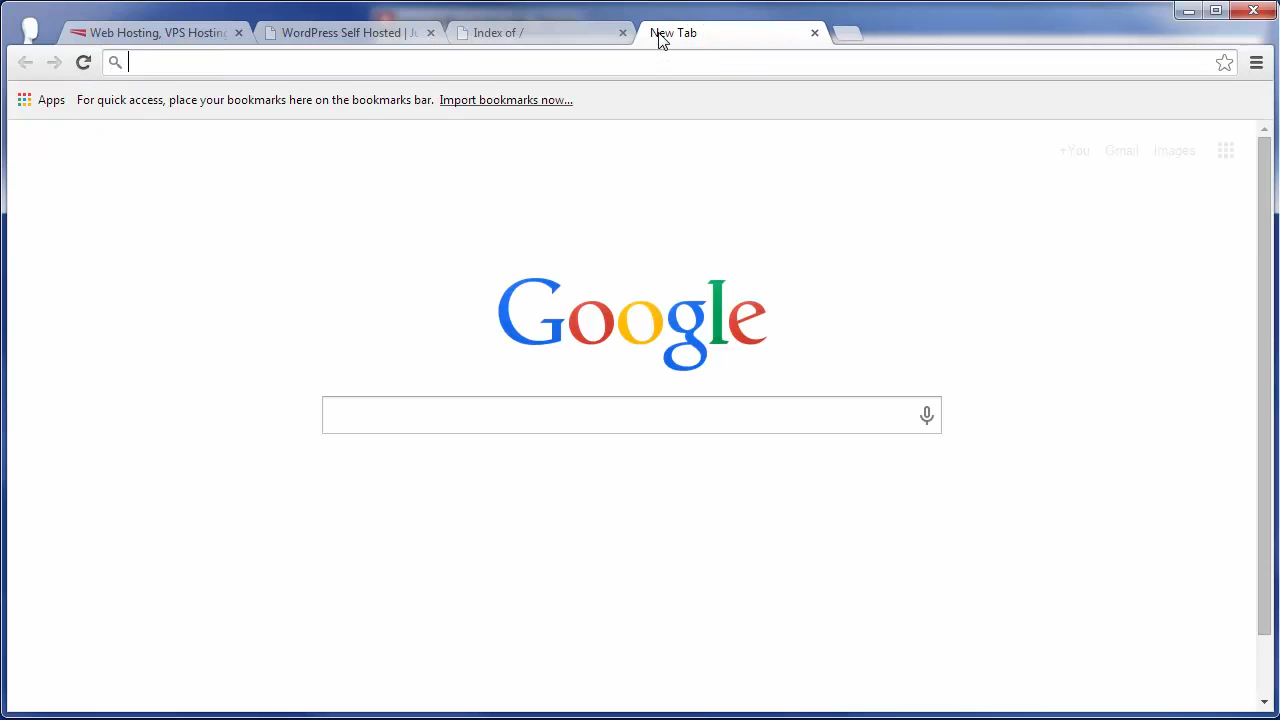 Web Hosting, VPS Hosting
WordPress Self Hosted | Ju
Index of /
New Tab
Apps
For quick access, place your bookmarks here on the bookmarks bar. Import bookmarks now...
+You Gmail Images
Google